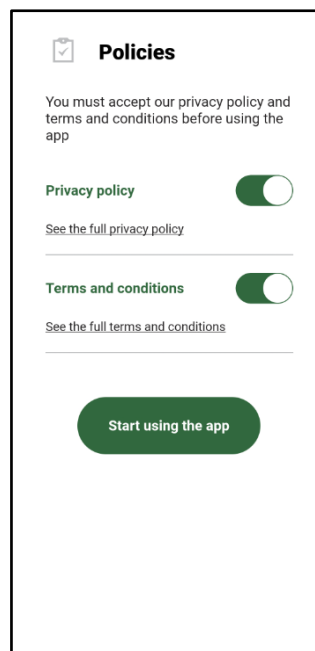 Policies
You must accept our privacy policy and
terms and conditions before using the
app
Privacy policy
See the full privacy policy
Terms and conditions
See the full terms and conditions
Start using the app